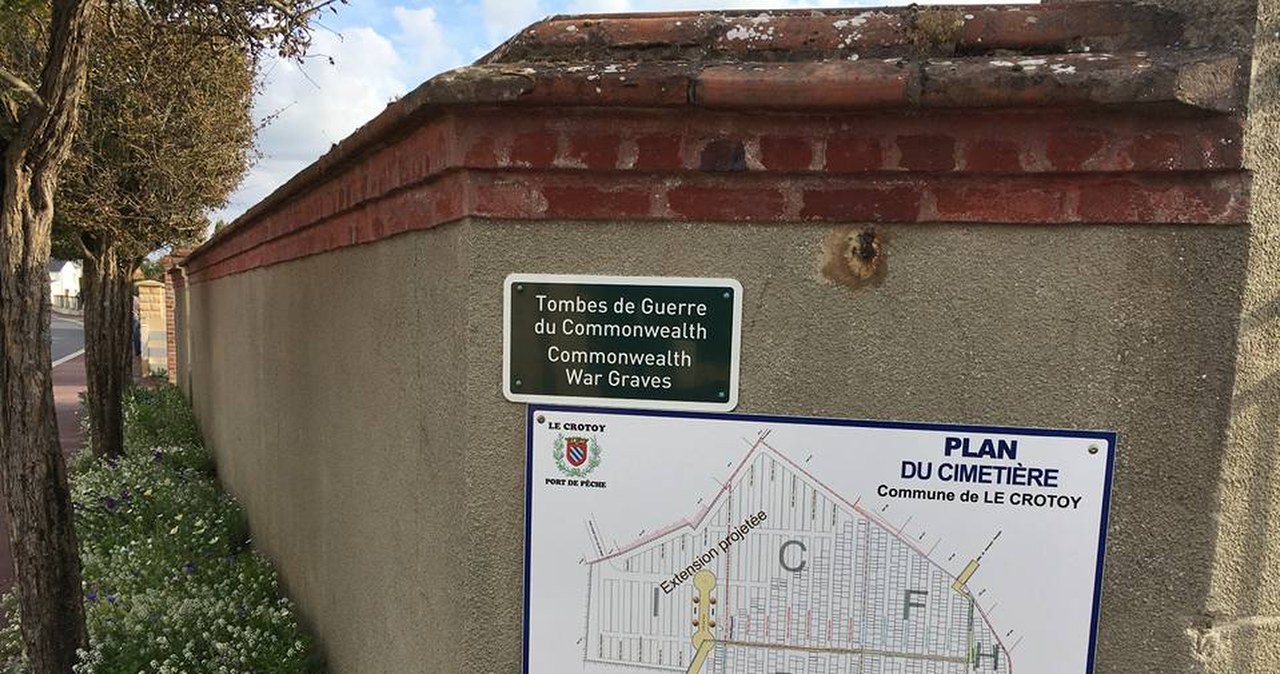 Tombes de Guerre
du Commonwealth
Commonwealth
War Graves
LE CROTOY
PORT DE PÊCHE
PLAN
DU CIMETIÈRE
Commune de LE CROTOY
Extension projetée
C
I
F
H